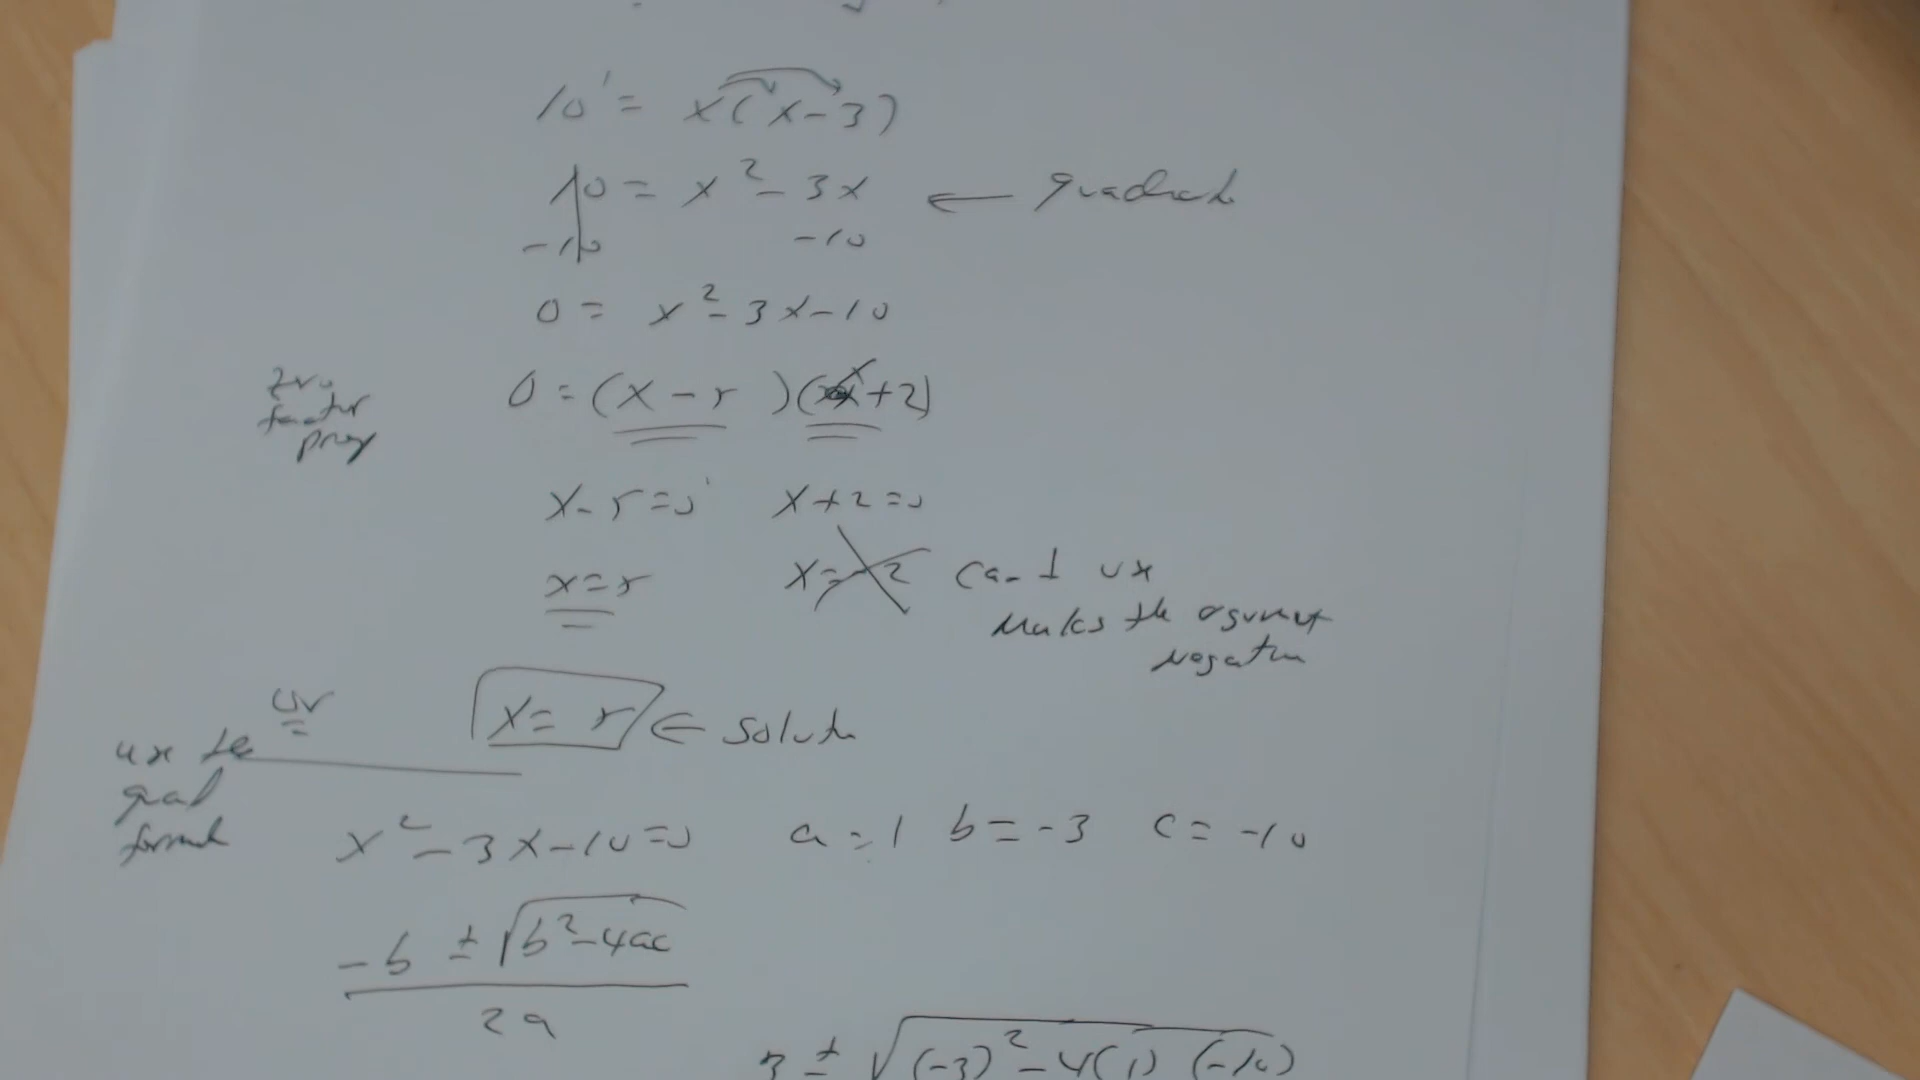 10¹ = x(x-3)
10 = x² - 3x ← quadratic
-10 -10
0 = x² - 3x - 10
zero factor prop
0 = (x - 5)(x + 2)
x - 5 = 0 x + 2 = 0
x = 5 x = -2 can't use
makes the argument
negative
or
x = 5 ← solution
use the
quad
formula
x² - 3x - 10 = 0 a = 1 b = -3 c = -10
-b ± √b² - 4ac
2a
3 ± √(-3)² - 4(1)(-10)